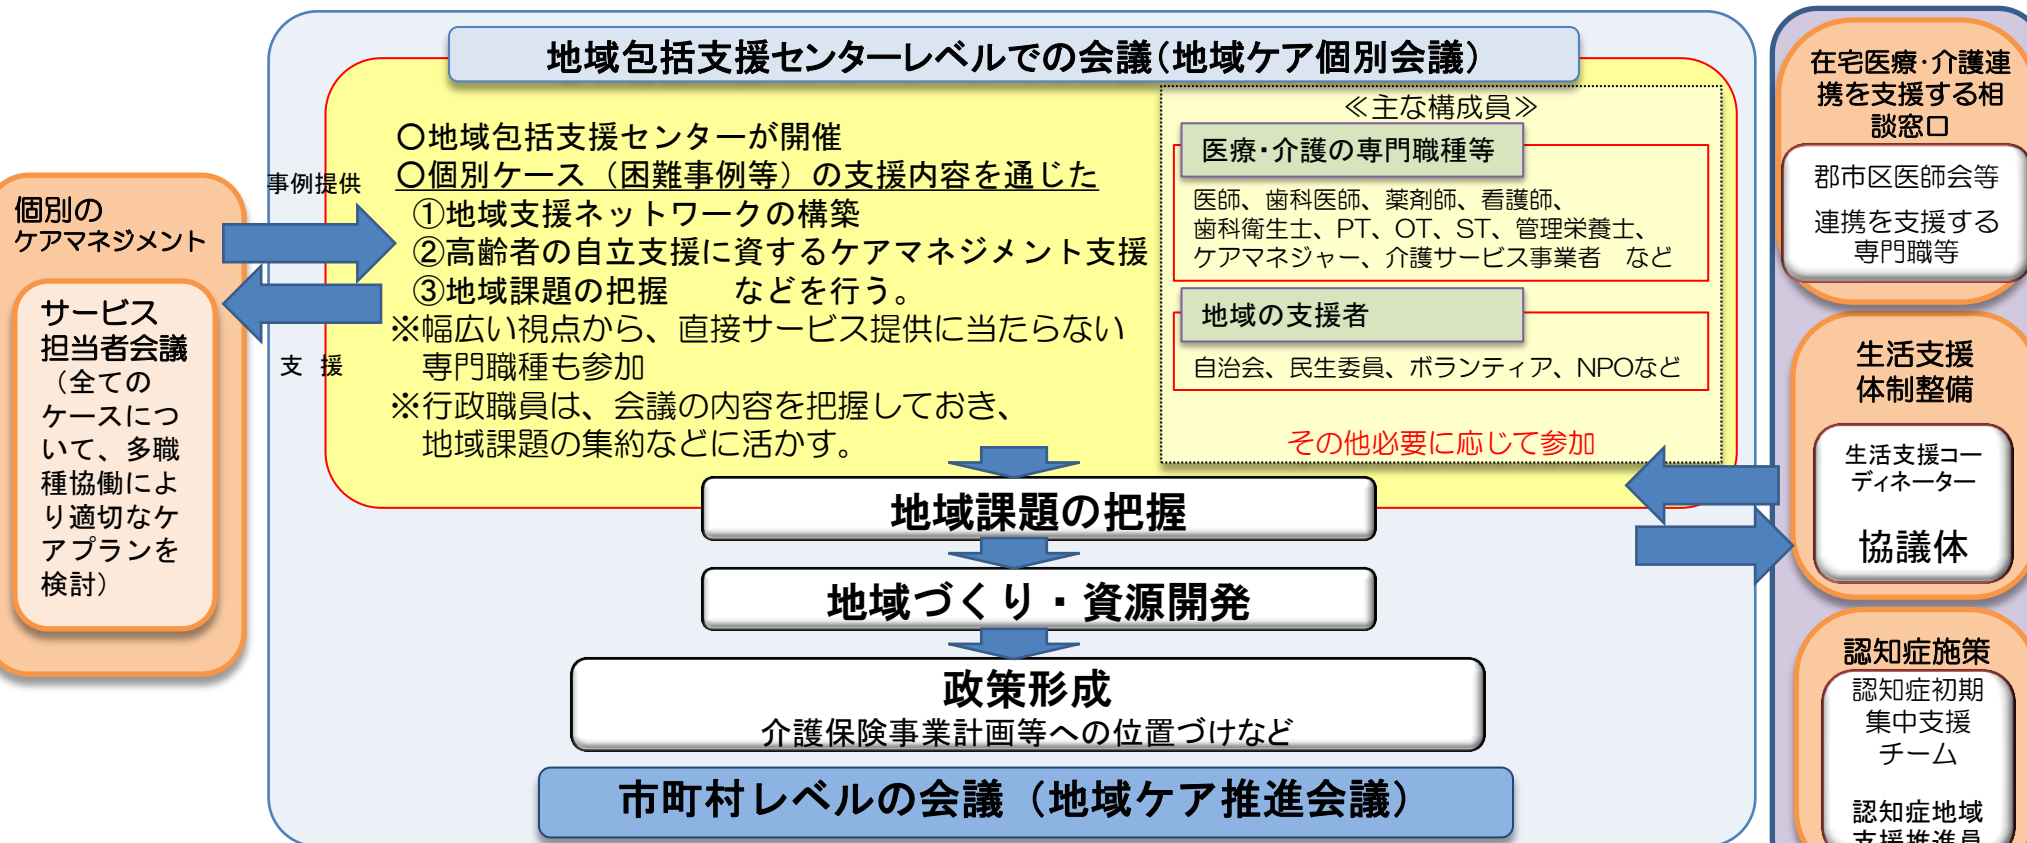 地域包括支援センターレベルでの会議(地域ケア個別会議)
〇地域包括支援センターが開催
〇個別ケース（困難事例等）の支援内容を通じた
①地域支援ネットワークの構築
②高齢者の自立支援に資するケアマネジメント支援
③地域課題の把握　　などを行う。
※幅広い視点から、直接サービス提供に当たらない
専門職種も参加
※行政職員は、会議の内容を把握しておき、
地域課題の集約などに活かす。
≪主な構成員≫
医療・介護の専門職種等
医師、歯科医師、薬剤師、看護師、
歯科衛生士、PT、OT、ST、管理栄養士、
ケアマネジャー、介護サービス事業者　など
地域の支援者
自治会、民生委員、ボランティア、NPOなど
その他必要に応じて参加
事例提供
支　援
個別の
ケアマネジメント
サービス
担当者会議
（全ての
ケースにつ
いて、多職
種協働によ
り適切なケ
アプランを
検討）
地域課題の把握
地域づくり・資源開発
政策形成
介護保険事業計画等への位置づけなど
市町村レベルの会議（地域ケア推進会議）
在宅医療・介護連
携を支援する相
談窓口
郡市区医師会等
連携を支援する
専門職等
生活支援
体制整備
生活支援コー
ディネーター
協議体
認知症施策
認知症初期
集中支援
チーム
認知症地域
支援推進員